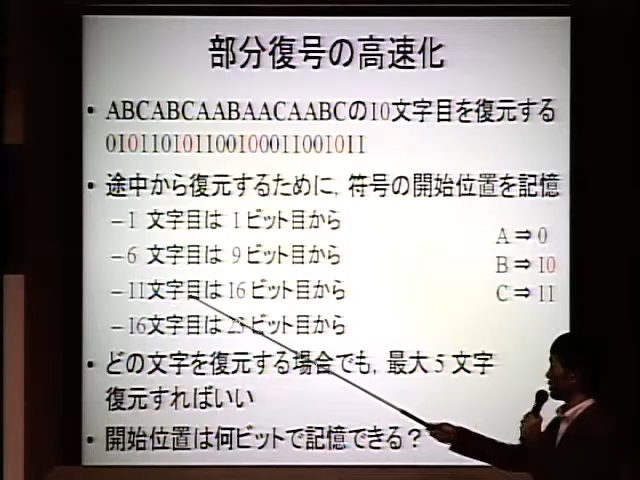 部分復号の高速化
• ABCABCAABAACAABCの10文字目を復元する
010110101100100011001011
• 途中から復元するために, 符号の開始位置を記憶
–1 文字目は 1ビット目から
–6 文字目は 9ビット目から
–11文字目は 16ビット目から
–16文字目は 23ビット目から
A⇒0
B⇒10
C⇒11
• どの文字を復元する場合でも, 最大5文字
復元すればいい
• 開始位置は何ビットで記憶できる？